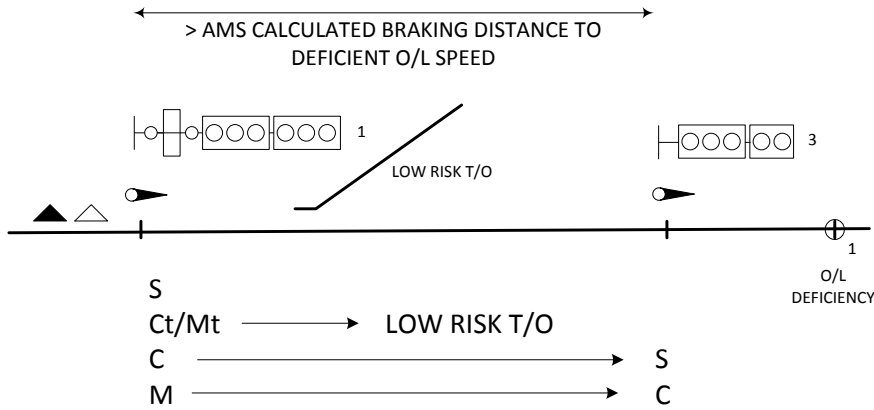 > AMS CALCULATED BRAKING DISTANCE TO
DEFICIENT O/L SPEED
1
3
LOW RISK T/O
1
O/L
DEFICIENCY
S
Ct/Mt LOW RISK T/O
C S
M C